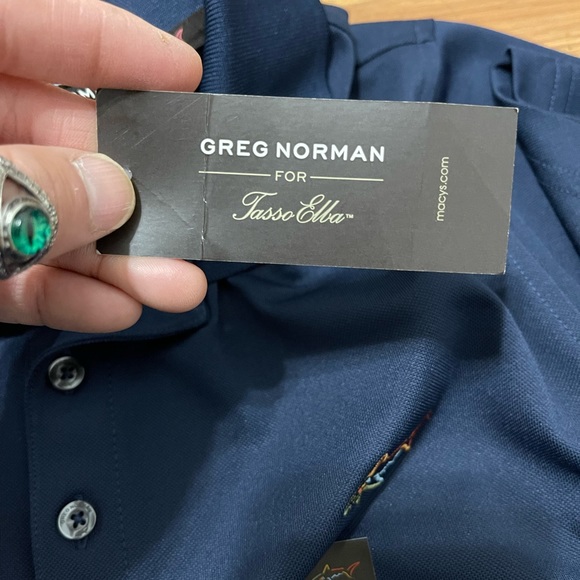 GREG NORMAN
FOR
Tasso Elba™
macys.com